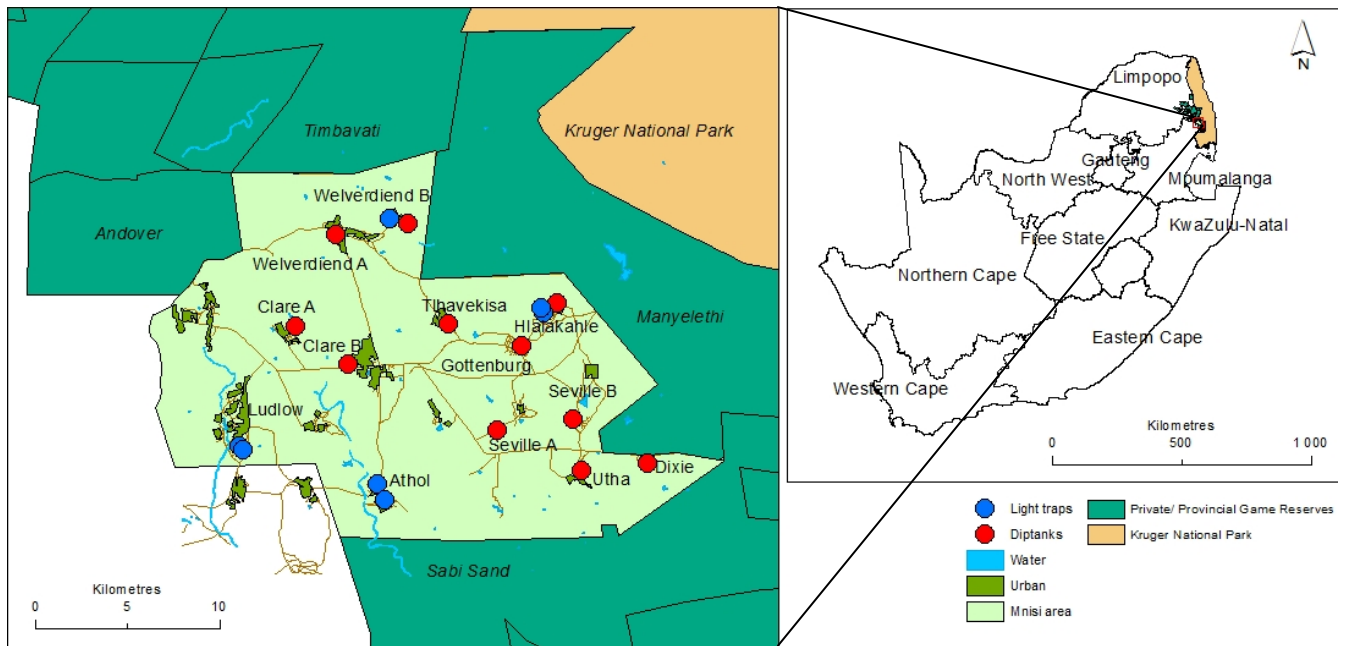 Timbavati
Kruger National Park
Welverdiend B
Andover
Welverdiend A
Clare A
Tlhavekisa
Hlalakahle
Manyelethi
Clare B
Gottenburg
Seville B
Ludlow
Seville A
Athol
Utha
Dixie
Sabi Sand
Kilometres
0 5 10
N
Limpopo
Gauteng
North West
Mpumalanga
KwaZulu-Natal
Free State
Northern Cape
Eastern Cape
Western Cape
Kilometres
0 500 1 000
Light traps
Private/ Provincial Game Reserves
Diptanks
Kruger National Park
Water
Urban
Mnisi area